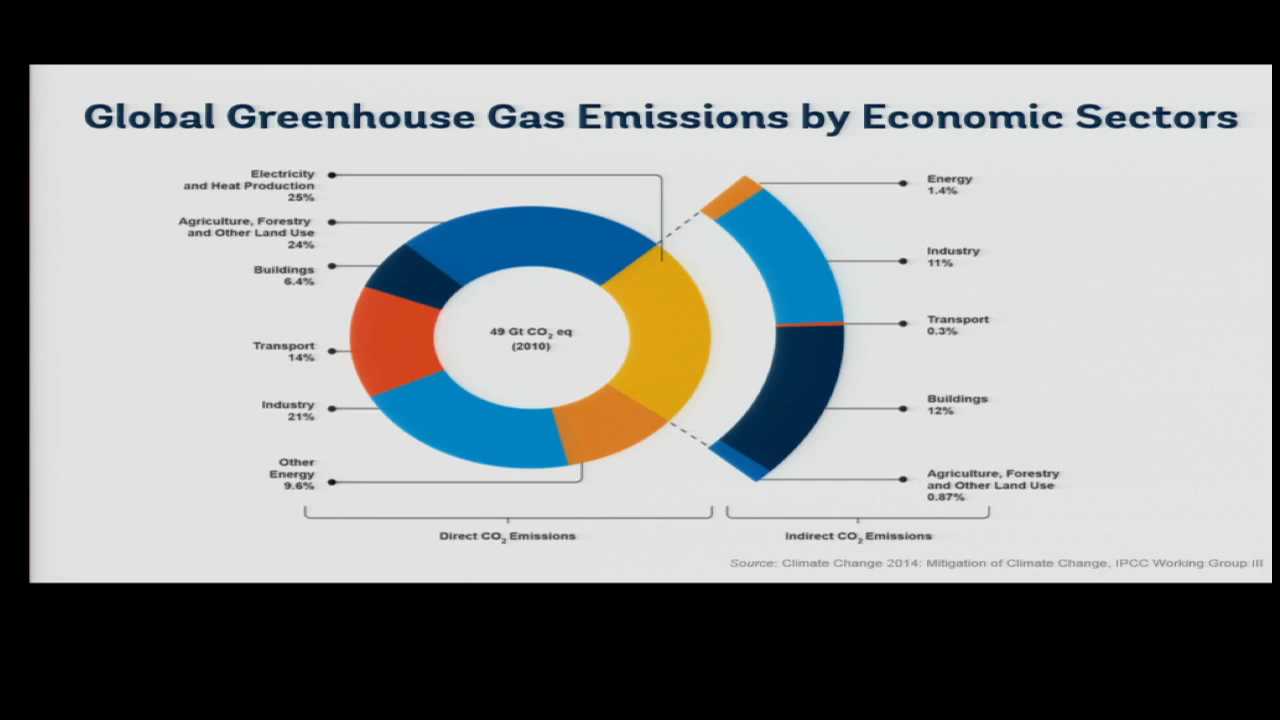 Global Greenhouse Gas Emissions by Economic Sectors
Electricity
and Heat Production
25%
Agriculture, Forestry
and Other Land Use
24%
Buildings
6.4%
Transport
14%
Industry
21%
Other
Energy
9.6%
49 Gt CO2 eq
(2010)
Energy
1.4%
Industry
11%
Transport
0.3%
Buildings
12%
Agriculture, Forestry
and Other Land Use
0.87%
Direct CO2 Emissions
Indirect CO2 Emissions
Source: Climate Change 2014: Mitigation of Climate Change, IPCC Working Group III